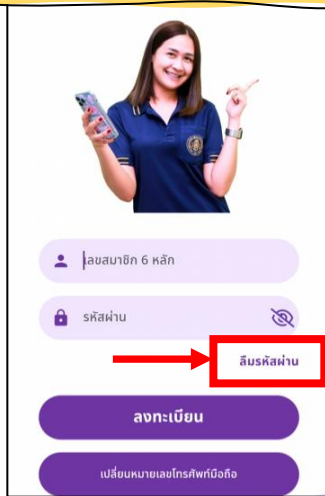 เลขสมาชิก 6 หลัก
รหัสผ่าน
ลืมรหัสผ่าน
ลงทะเบียน
เปลี่ยนหมายเลขโทรศัพท์มือถือ